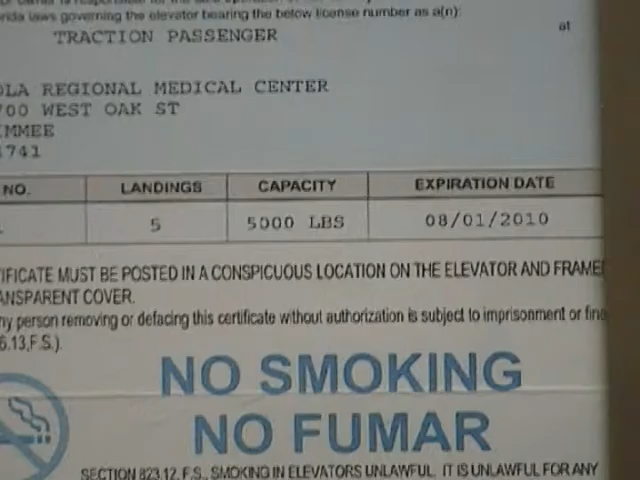 laws governing the elevator bearing the below license number as a(n):
at
TRACTION PASSENGER
OLA REGIONAL MEDICAL CENTER
700 WEST OAK ST
IMMEE
4741
NO. LANDINGS CAPACITY EXPIRATION DATE
5 5000 LBS 08/01/2010
IFICATE MUST BE POSTED IN A CONSPICUOUS LOCATION ON THE ELEVATOR AND FRAMED
ANSPARENT COVER.
ny person removing or defacing this certificate without authorization is subject to imprisonment or fine
6.13,F.S.).
NO SMOKING
NO FUMAR
SECTION 823.12, F.S., SMOKING IN ELEVATORS UNLAWFUL. IT IS UNLAWFUL FOR ANY